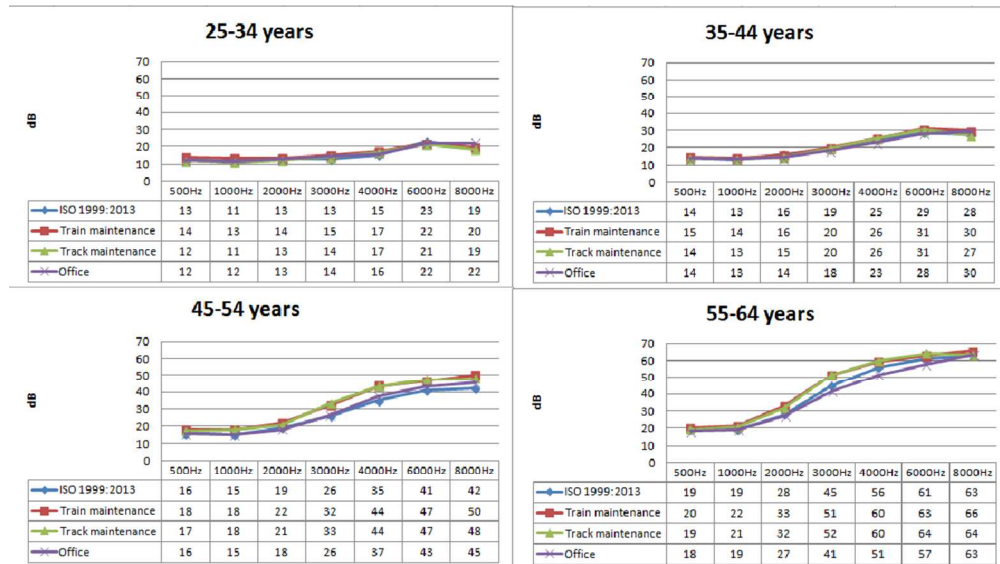 25-34 years
70
60
50
40
30
20
10
0
dB
500Hz 1000Hz 2000Hz 3000Hz 4000Hz 6000Hz 8000Hz
ISO 1999:2013 13 11 13 13 15 23 19
Train maintenance 14 13 14 15 17 22 20
Track maintenance 12 11 13 14 17 21 19
Office 12 12 13 14 16 22 22
35-44 years
70
60
50
40
30
20
10
0
dB
500Hz 1000Hz 2000Hz 3000Hz 4000Hz 6000Hz 8000Hz
ISO 1999:2013 14 13 16 19 25 29 28
Train maintenance 15 14 16 20 26 31 30
Track maintenance 14 13 15 20 26 31 27
Office 14 13 14 18 23 28 30
45-54 years
70
60
50
40
30
20
10
0
dB
500Hz 1000Hz 2000Hz 3000Hz 4000Hz 6000Hz 8000Hz
ISO 1999:2013 16 15 19 26 35 41 42
Train maintenance 18 18 22 32 44 47 50
Track maintenance 17 18 21 33 44 47 48
Office 16 15 18 26 37 43 45
55-64 years
70
60
50
40
30
20
10
0
dB
500Hz 1000Hz 2000Hz 3000Hz 4000Hz 6000Hz 8000Hz
ISO 1999:2013 19 19 28 45 56 61 63
Train maintenance 20 22 33 51 60 63 66
Track maintenance 19 21 32 52 60 64 64
Office 18 19 27 41 51 57 63